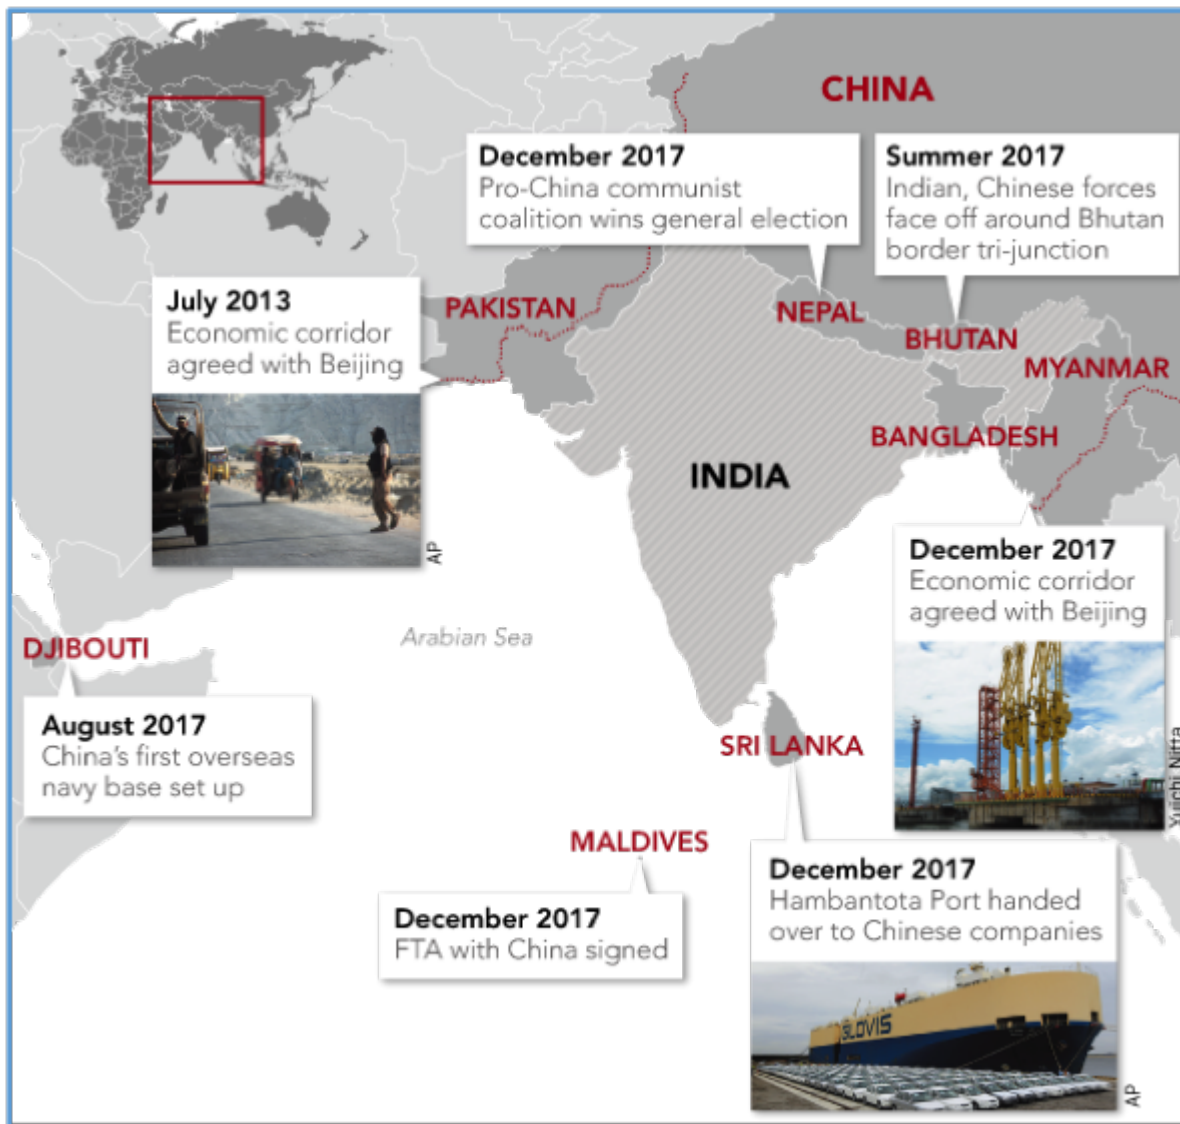 CHINA
December 2017
Pro-China communist
coalition wins general election
Summer 2017
Indian, Chinese forces
face off around Bhutan
border tri-junction
July 2013
Economic corridor
agreed with Beijing
PAKISTAN
NEPAL
BHUTAN
MYANMAR
BANGLADESH
INDIA
AP
December 2017
Economic corridor
agreed with Beijing
Arabian Sea
DJIBOUTI
August 2017
China's first overseas
navy base set up
SRI LANKA
Yuichi Nitta
MALDIVES
December 2017
FTA with China signed
December 2017
Hambantota Port handed
over to Chinese companies
GLOVIS
AP